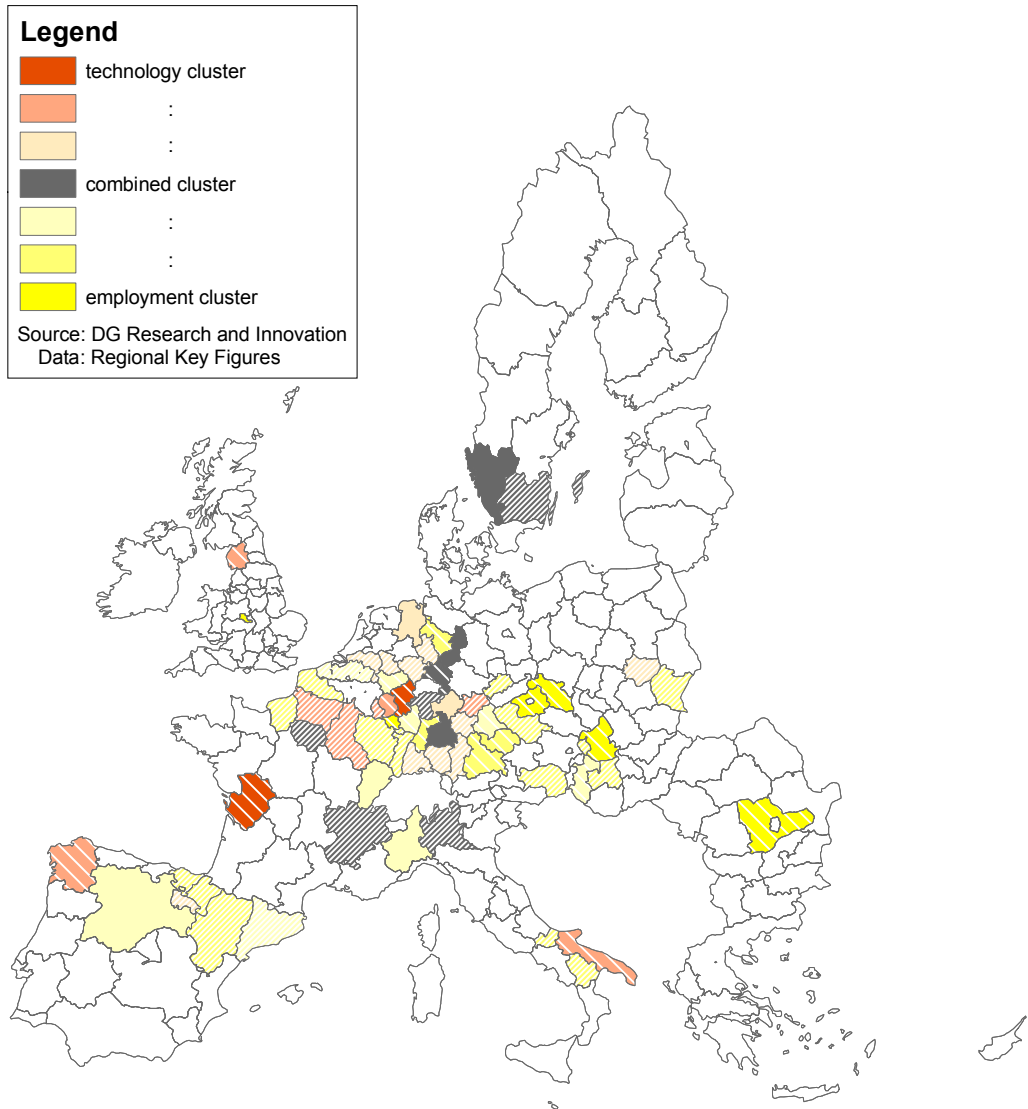 Legend
technology cluster
:
:
combined cluster
:
:
employment cluster
Source: DG Research and Innovation
Data: Regional Key Figures